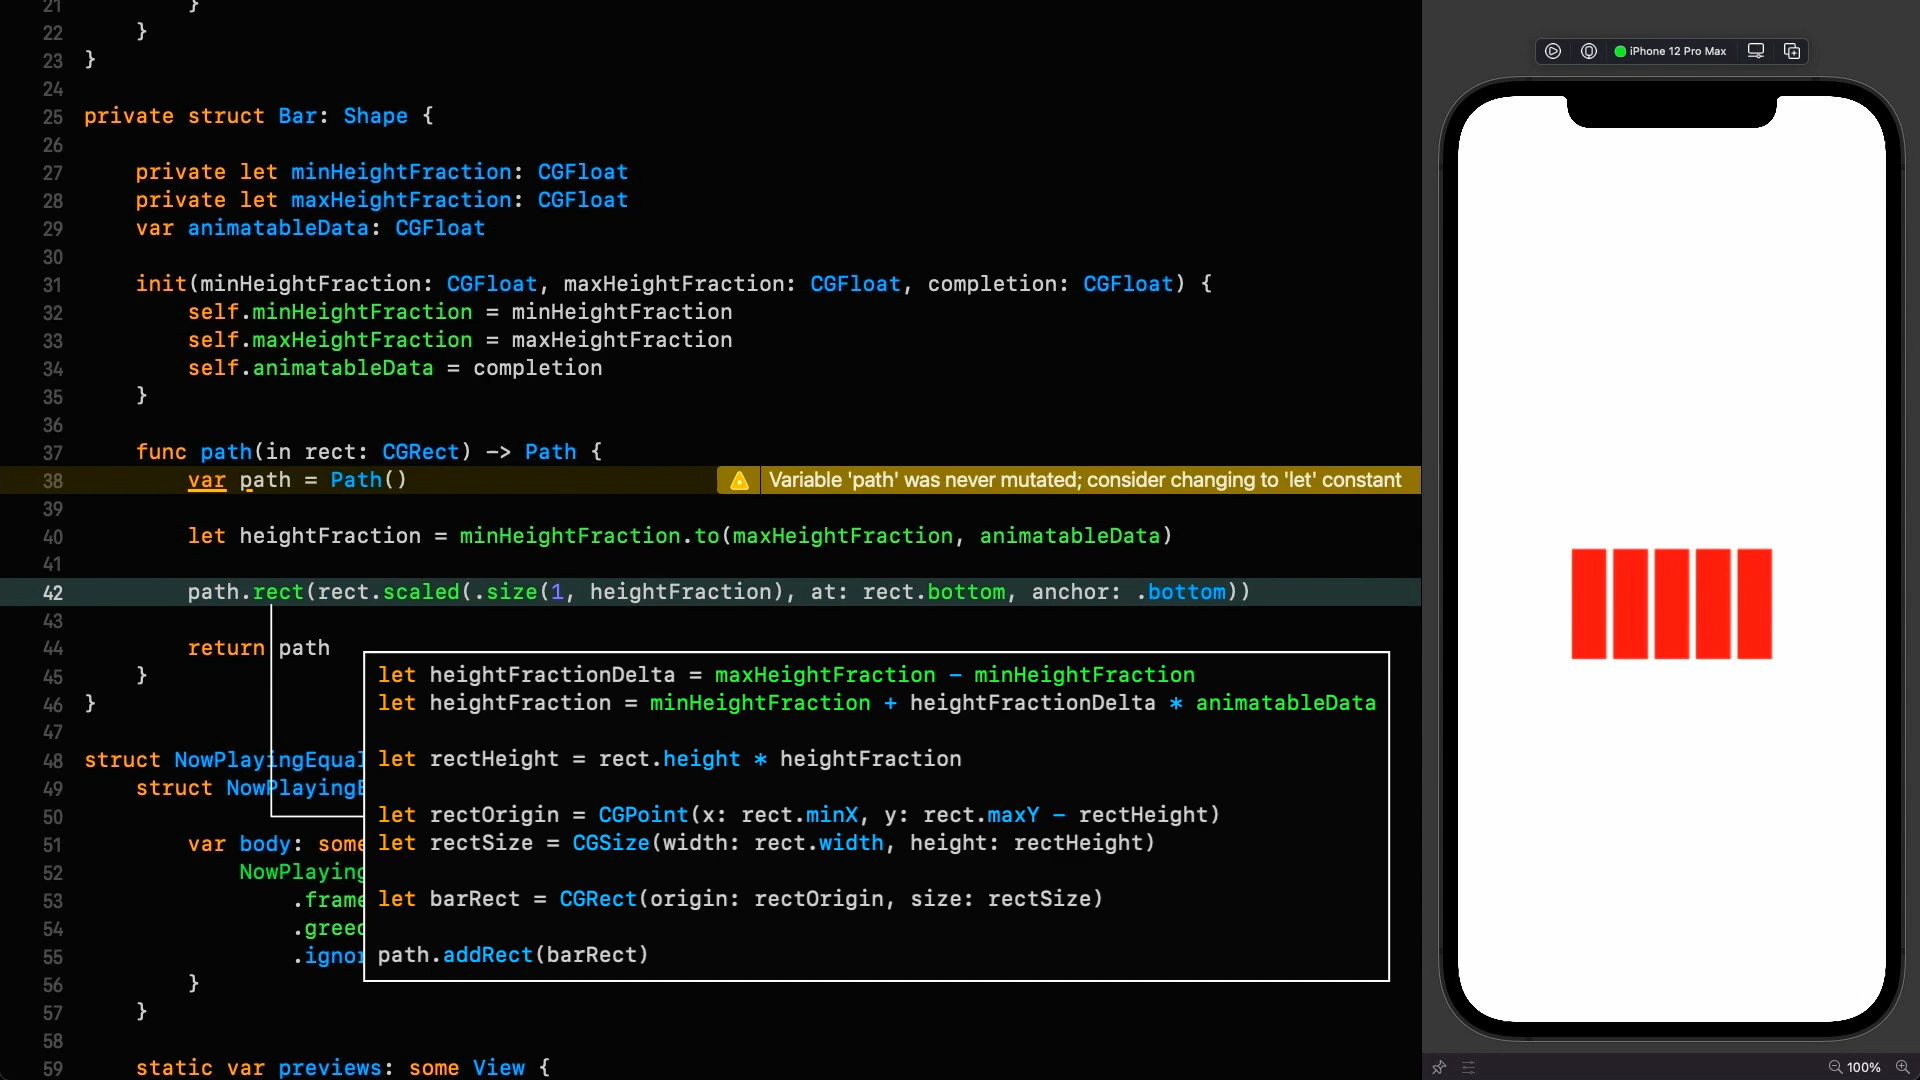 21 }
22 }
23 }
24
25 private struct Bar: Shape {
26
27 private let minHeightFraction: CGFloat
28 private let maxHeightFraction: CGFloat
29 var animatableData: CGFloat
30
31 init(minHeightFraction: CGFloat, maxHeightFraction: CGFloat, completion: CGFloat) {
32 self.minHeightFraction = minHeightFraction
33 self.maxHeightFraction = maxHeightFraction
34 self.animatableData = completion
35 }
36
37 func path(in rect: CGRect) -> Path {
38 var path = Path() Variable 'path' was never mutated; consider changing to 'let' constant
39
40 let heightFraction = minHeightFraction.to(maxHeightFraction, animatableData)
41
42 path.rect(rect.scaled(.size(1, heightFraction), at: rect.bottom, anchor: .bottom))
43
44 return path
45 }
46 }
47
48 struct NowPlayingEqual
49 struct NowPlayingE
50
51 var body: some
52 NowPlaying
53 .frame
54 .greed
55 .ignor
56 }
57 }
58
59 static var previews: some View {
let heightFractionDelta = maxHeightFraction - minHeightFraction
let heightFraction = minHeightFraction + heightFractionDelta * animatableData
let rectHeight = rect.height * heightFraction
let rectOrigin = CGPoint(x: rect.minX, y: rect.maxY - rectHeight)
let rectSize = CGSize(width: rect.width, height: rectHeight)
let barRect = CGRect(origin: rectOrigin, size: rectSize)
path.addRect(barRect)
iPhone 12 Pro Max
100%